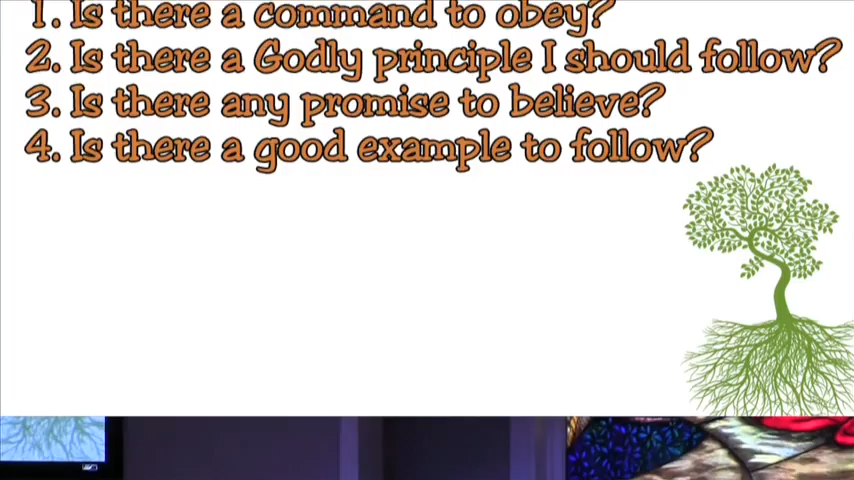 1. Is there a command to obey?
2. Is there a Godly principle I should follow?
3. Is there any promise to believe?
4. Is there a good example to follow?